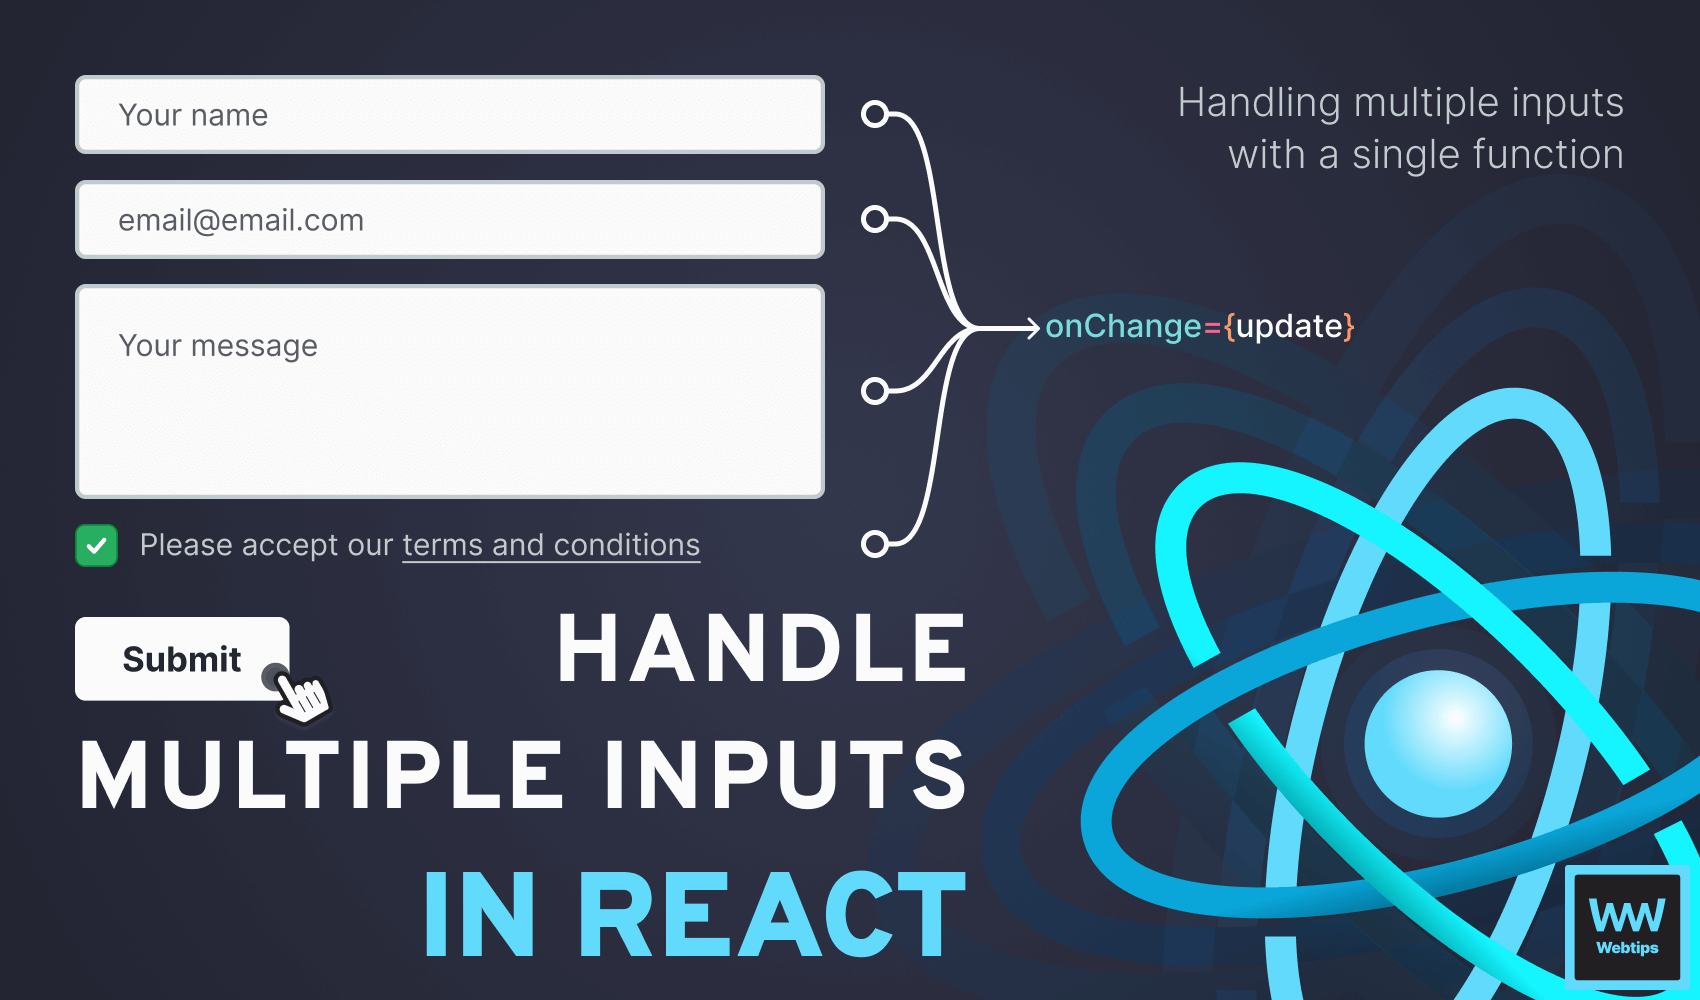 Your name
email@email.com
Your message
Please accept our terms and conditions
Submit
Handling multiple inputs
with a single function
onChange={update}
HANDLE
MULTIPLE INPUTS
IN REACT
WW
Webtips